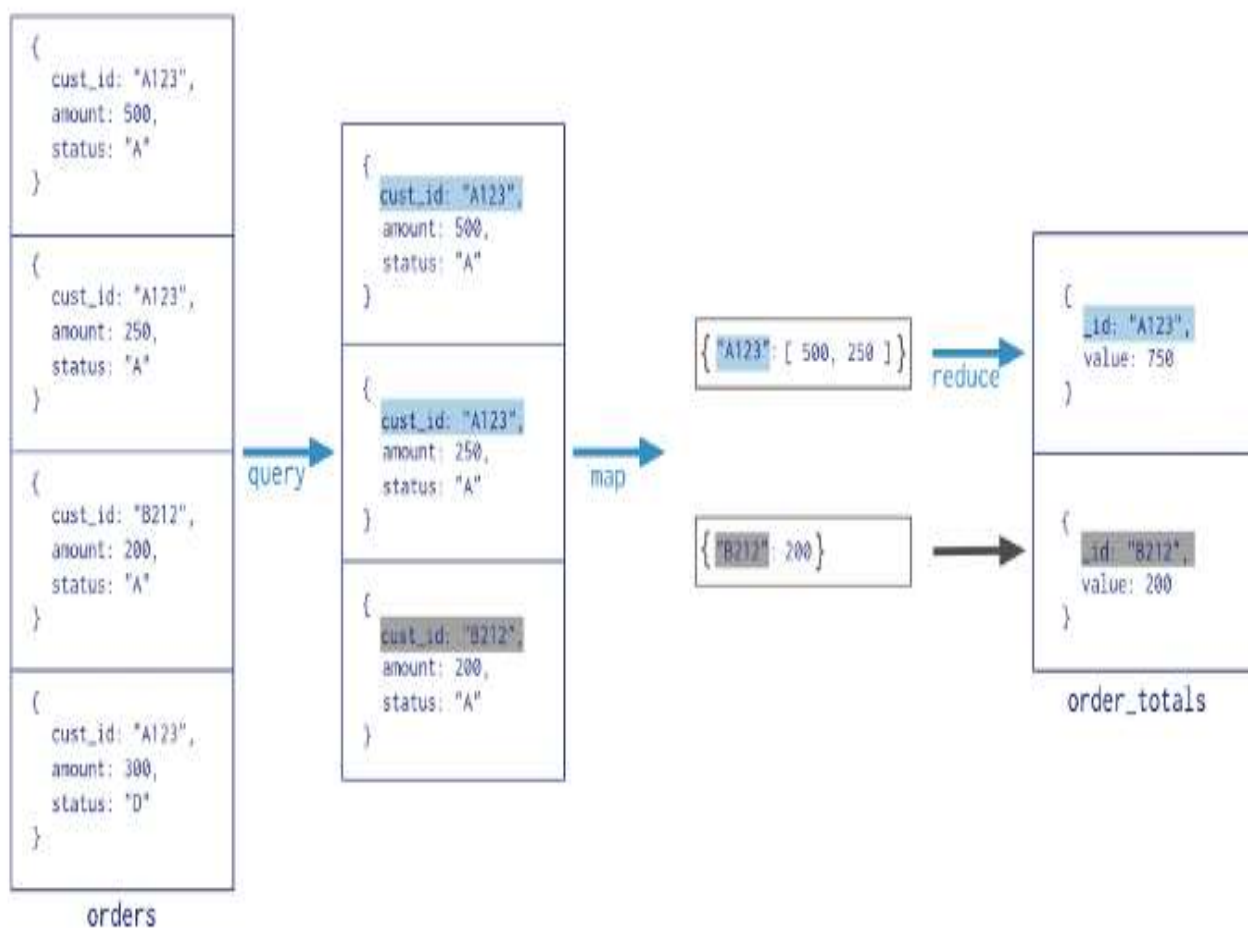 {
cust_id: "A123",
amount: 500,
status: "A"
}
{
cust_id: "A123",
amount: 250,
status: "A"
}
{
cust_id: "B212",
amount: 200,
status: "A"
}
{
cust_id: "A123",
amount: 300,
status: "D"
}
orders
query
{
cust_id: "A123",
amount: 500,
status: "A"
}
{
cust_id: "A123",
amount: 250,
status: "A"
}
{
cust_id: "B212",
amount: 200,
status: "A"
}
map
{ "A123": [ 500, 250 ] }
{ "B212": 200 }
reduce
{
_id: "A123",
value: 750
}
{
_id: "B212",
value: 200
}
order_totals